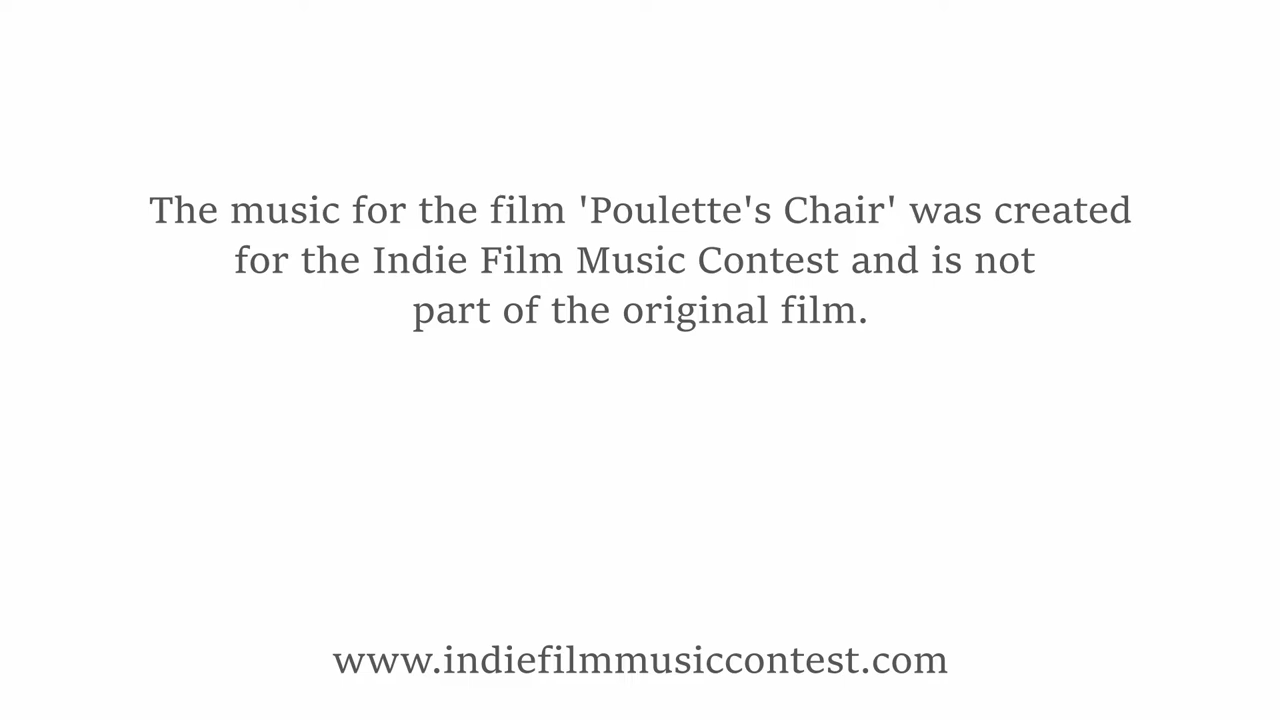 The music for the film 'Poulette's Chair' was created
for the Indie Film Music Contest and is not
part of the original film.
www.indiefilmmusiccontest.com